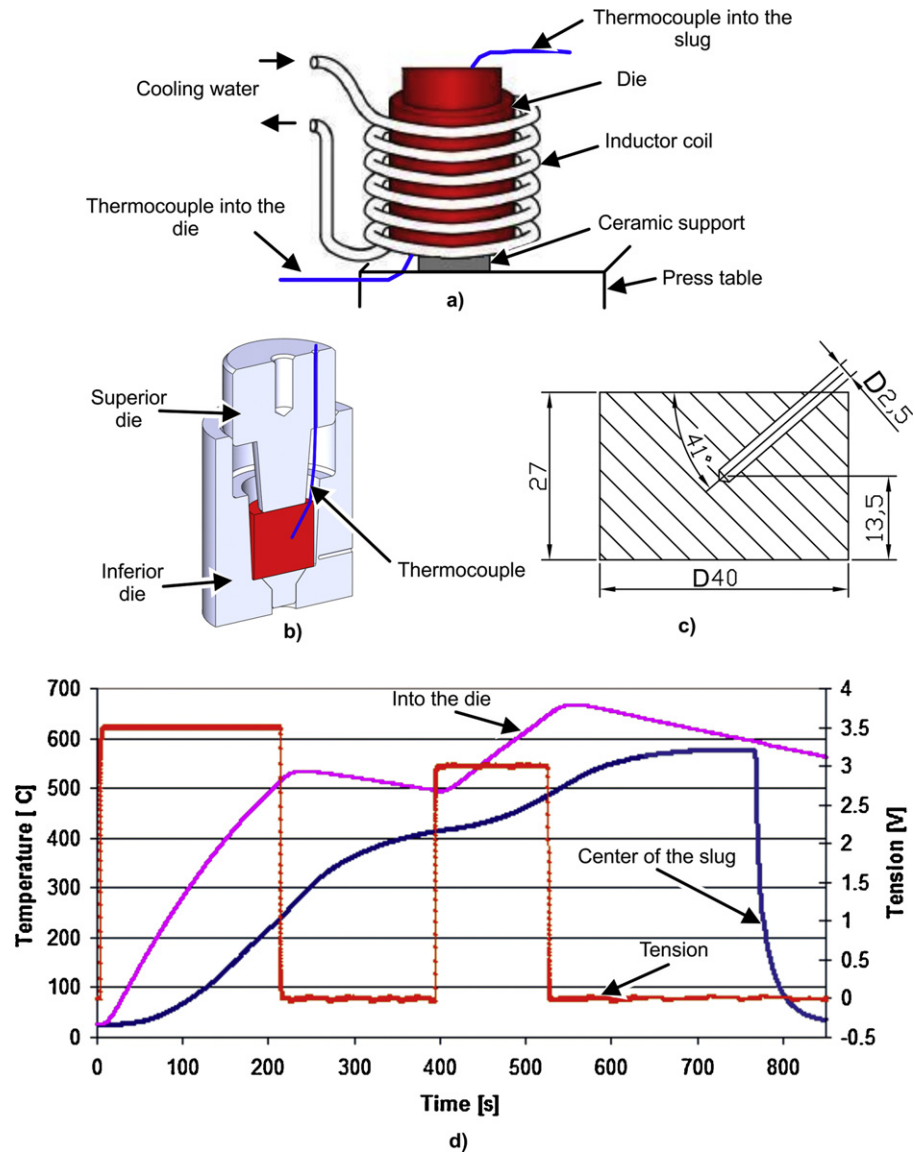 Thermocouple into the
slug
Cooling water
Die
Inductor coil
Thermocouple into the
die
Ceramic support
Press table
a)
Superior
die
Inferior
die
Thermocouple
b)
D2,5
41°
27
13,5
D40
c)
700
600
500
400
300
200
100
0
Temperature [ C]
4
3.5
3
2.5
2
1.5
1
0.5
0
-0.5
Tension [V]
Into the die
Center of the slug
Tension
0 100 200 300 400 500 600 700 800
Time [s]
d)